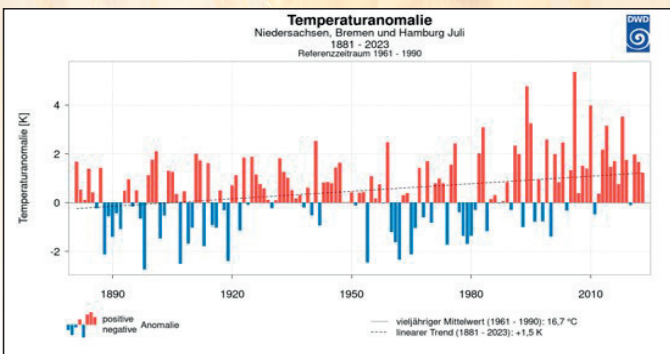 Temperaturanomalie
Niedersachsen, Bremen und Hamburg Juli
1881 - 2023
Referenzzeitraum 1961 - 1990
DWD
Temperaturanomalie [K]
4
2
0
-2
1890
1920
1950
1980
2010
positive
negative
Anomalie
vieljähriger Mittelwert (1961 - 1990): 16,7 °C
linearer Trend (1881 - 2023): +1,5 K